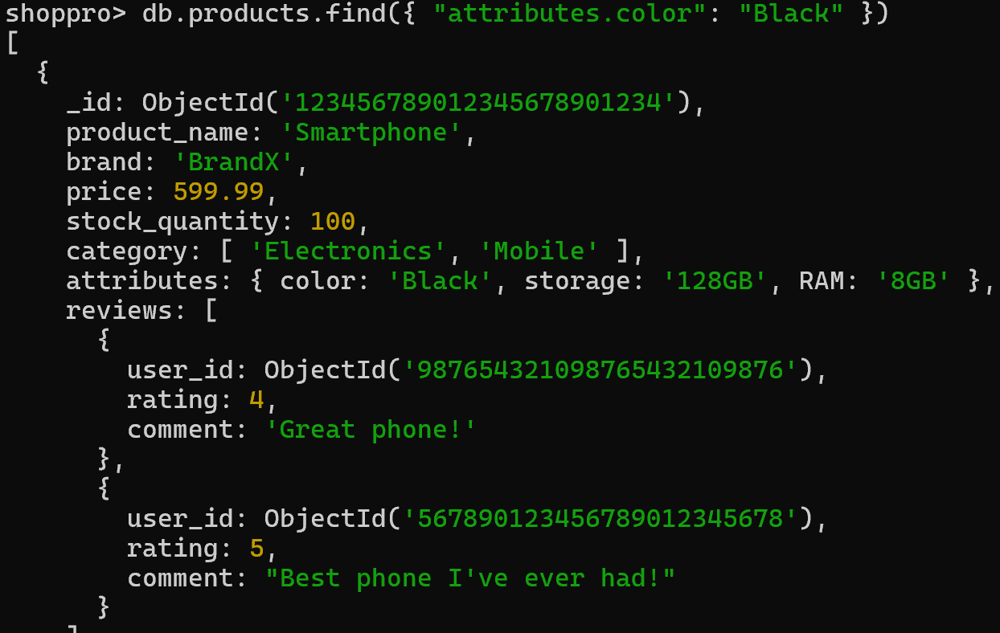 shoppro> db.products.find({ "attributes.color": "Black" })
[
  {
    _id: ObjectId('123456789012345678901234'),
    product_name: 'Smartphone',
    brand: 'BrandX',
    price: 599.99,
    stock_quantity: 100,
    category: [ 'Electronics', 'Mobile' ],
    attributes: { color: 'Black', storage: '128GB', RAM: '8GB' },
    reviews: [
      {
        user_id: ObjectId('987654321098765432109876'),
        rating: 4,
        comment: 'Great phone!'
      },
      {
        user_id: ObjectId('567890123456789012345678'),
        rating: 5,
        comment: "Best phone I've ever had!"
      }
    ]